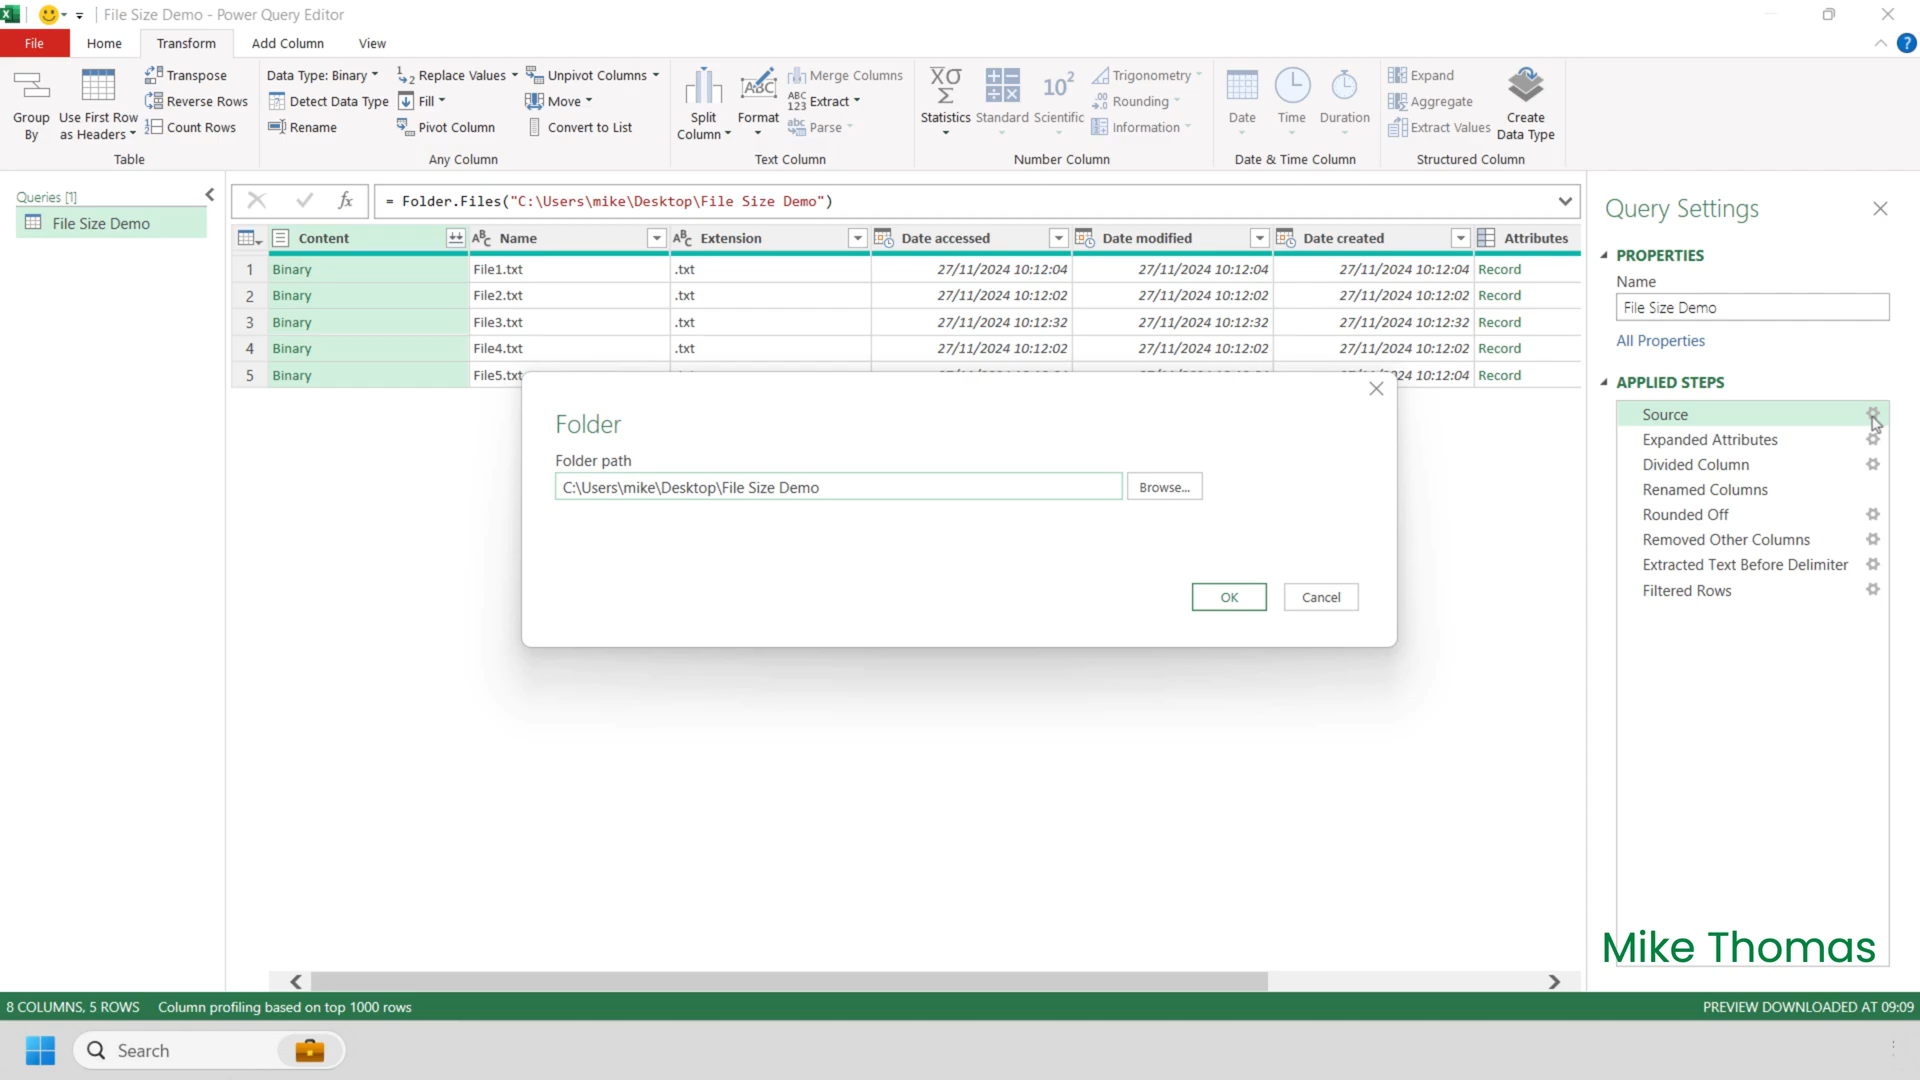 File Size Demo - Power Query Editor
File Home Transform Add Column View
Group By
Use First Row as Headers
Transpose
Reverse Rows
Count Rows
Table
Data Type: Binary
Detect Data Type
Rename
Replace Values
Fill
Pivot Column
Unpivot Columns
Move
Convert to List
Any Column
Split Column
Format
Merge Columns
Extract
Parse
Text Column
Statistics
Standard
Scientific
Trigonometry
Rounding
Information
Number Column
Date
Time
Duration
Date & Time Column
Expand
Aggregate
Extract Values
Create Data Type
Structured Column
Queries [1]
File Size Demo
= Folder.Files("C:\Users\mike\Desktop\File Size Demo")
Content Name Extension Date accessed Date modified Date created Attributes
1 Binary File1.txt .txt 27/11/2024 10:12:04 27/11/2024 10:12:04 27/11/2024 10:12:04 Record
2 Binary File2.txt .txt 27/11/2024 10:12:02 27/11/2024 10:12:02 27/11/2024 10:12:02 Record
3 Binary File3.txt .txt 27/11/2024 10:12:32 27/11/2024 10:12:32 27/11/2024 10:12:32 Record
4 Binary File4.txt .txt 27/11/2024 10:12:02 27/11/2024 10:12:02 27/11/2024 10:12:02 Record
5 Binary File5.txt 24 10:12:04 Record
Folder
Folder path
C:\Users\mike\Desktop\File Size Demo
Browse...
OK Cancel
Query Settings
PROPERTIES
Name
File Size Demo
All Properties
APPLIED STEPS
Source
Expanded Attributes
Divided Column
Renamed Columns
Rounded Off
Removed Other Columns
Extracted Text Before Delimiter
Filtered Rows
Mike Thomas
8 COLUMNS, 5 ROWS Column profiling based on top 1000 rows
PREVIEW DOWNLOADED AT 09:09
Search